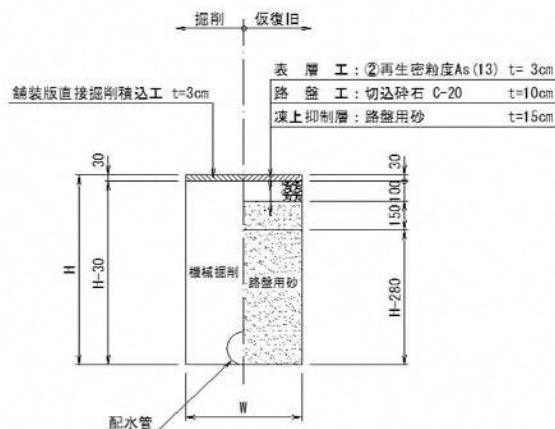 掘削
仮復旧
表 層 工：②再生密粒度As(13) t= 3cm
舗装版直接掘削積込工 t=3cm
路 盤 工：切込砕石 C-20 t=10cm
凍上抑制層：路盤用砂 t=15cm
30
30
100
150
H
H-30
機械掘削
路盤用砂
H-280
W
配水管